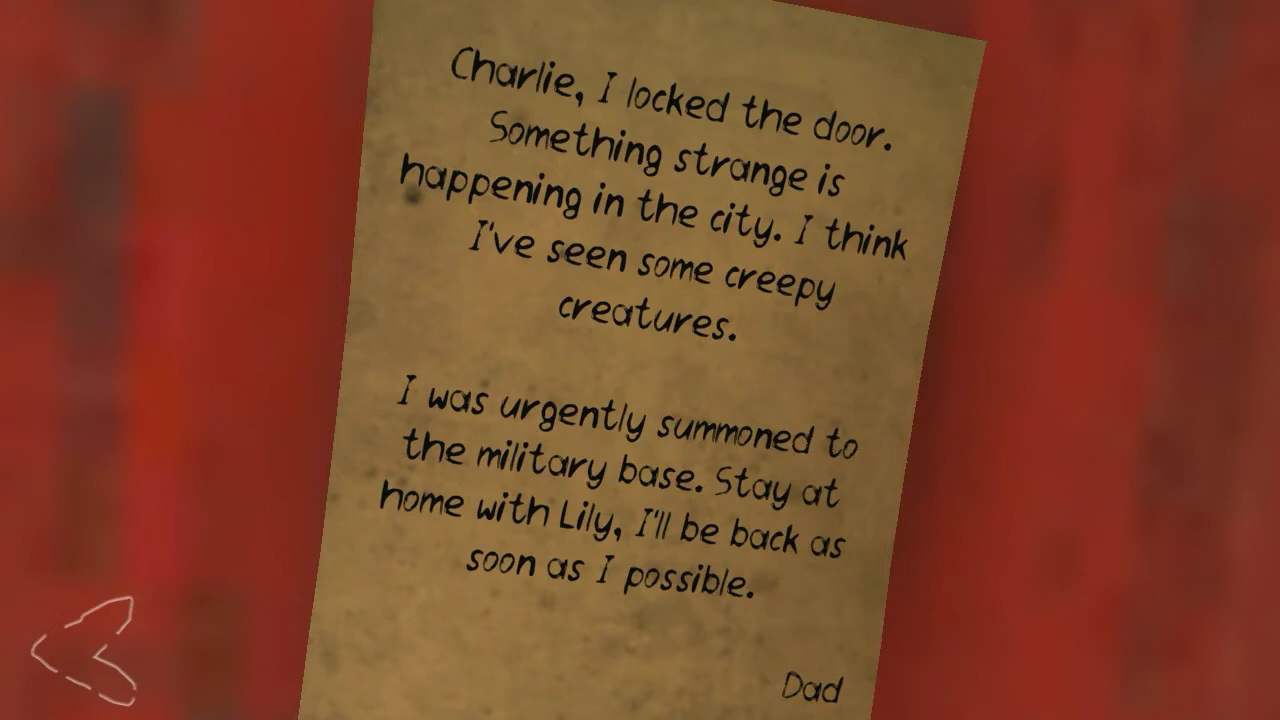 Charlie, I locked the door.
Something strange is
happening in the city. I think
I've seen some creepy
creatures.
I was urgently summoned to
the military base. Stay at
home with Lily, I'll be back as
soon as I possible.
Dad